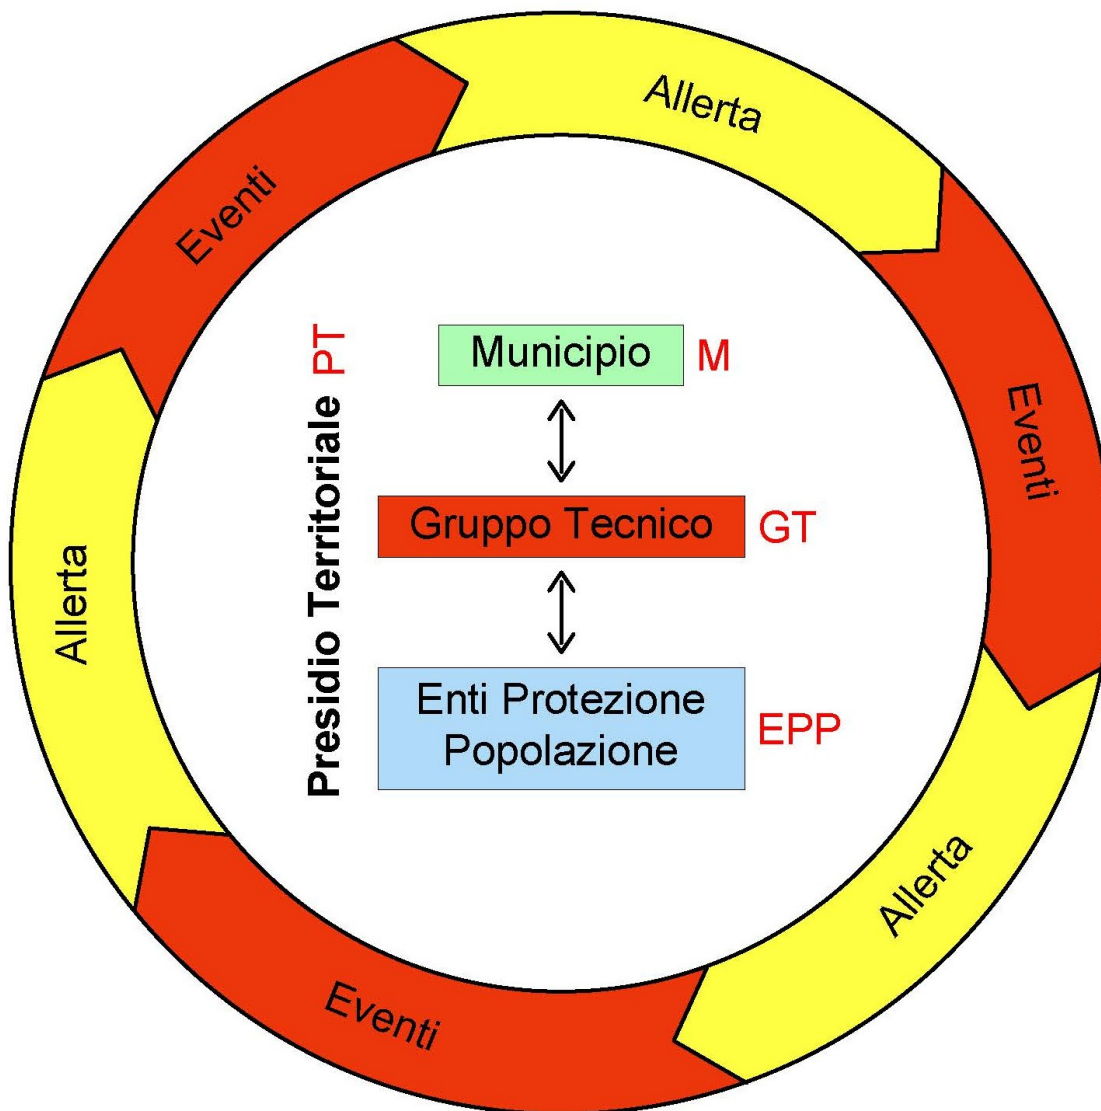 Allerta
Eventi
Allerta
Eventi
Allerta
Eventi
Presidio Territoriale PT
Municipio M
Gruppo Tecnico GT
Enti Protezione
Popolazione
EPP